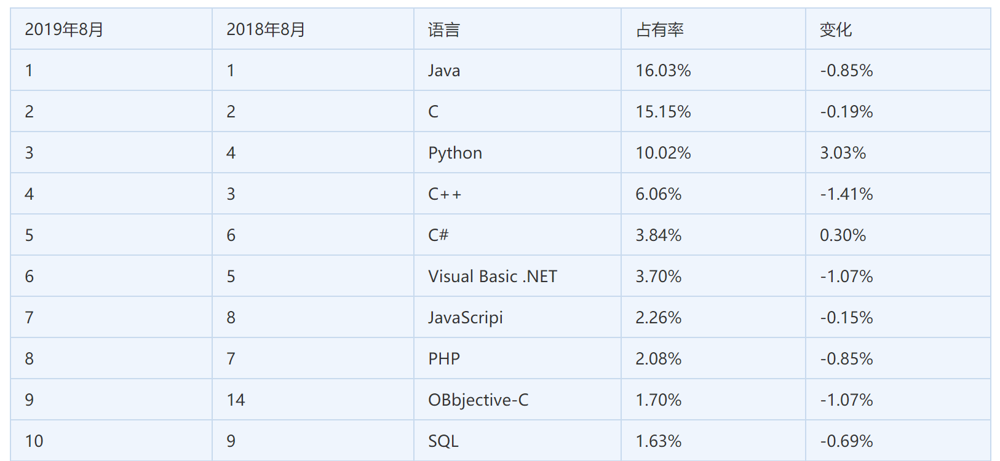 2019年8月 2018年8月 语言 占有率 变化
1 1 Java 16.03% -0.85%
2 2 C 15.15% -0.19%
3 4 Python 10.02% 3.03%
4 3 C++ 6.06% -1.41%
5 6 C# 3.84% 0.30%
6 5 Visual Basic .NET 3.70% -1.07%
7 8 JavaScripi 2.26% -0.15%
8 7 PHP 2.08% -0.85%
9 14 OBbjective-C 1.70% -1.07%
10 9 SQL 1.63% -0.69%